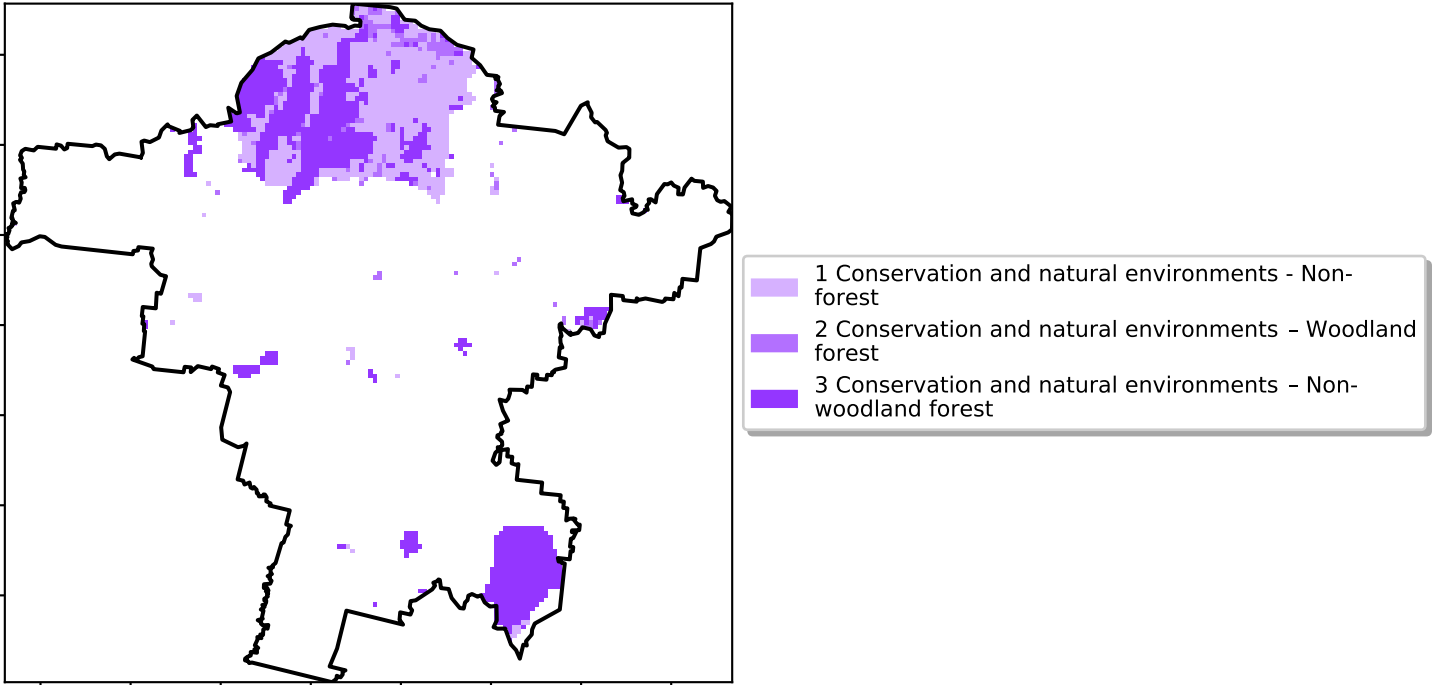 1 Conservation and natural environments - Non-
forest
2 Conservation and natural environments – Woodland
forest
3 Conservation and natural environments – Non-
woodland forest